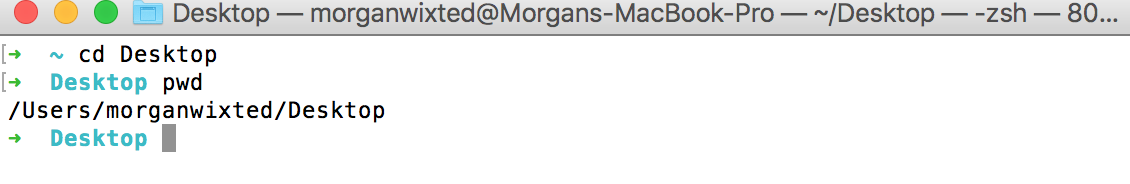 Desktop — morganwixted@Morgans-MacBook-Pro — ~/Desktop — -zsh — 80...
[➜ ~ cd Desktop
[➜ Desktop pwd
/Users/morganwixted/Desktop
➜ Desktop